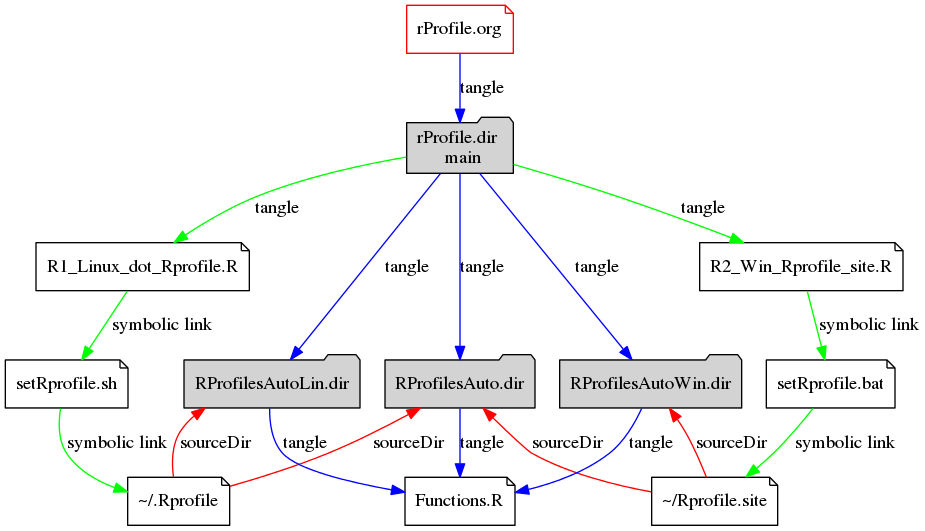 rProfile.org
tangle
rProfile.dir
main
tangle
tangle
R1_Linux_dot_Rprofile.R
tangle
tangle
tangle
R2_Win_Rprofile_site.R
symbolic link
symbolic link
setRprofile.sh
RProfilesAutoLin.dir
RProfilesAuto.dir
RProfilesAutoWin.dir
setRprofile.bat
symbolic link
sourceDir
tangle
sourceDir
tangle
sourceDir
tangle
sourceDir
symbolic link
~/.Rprofile
Functions.R
~/Rprofile.site